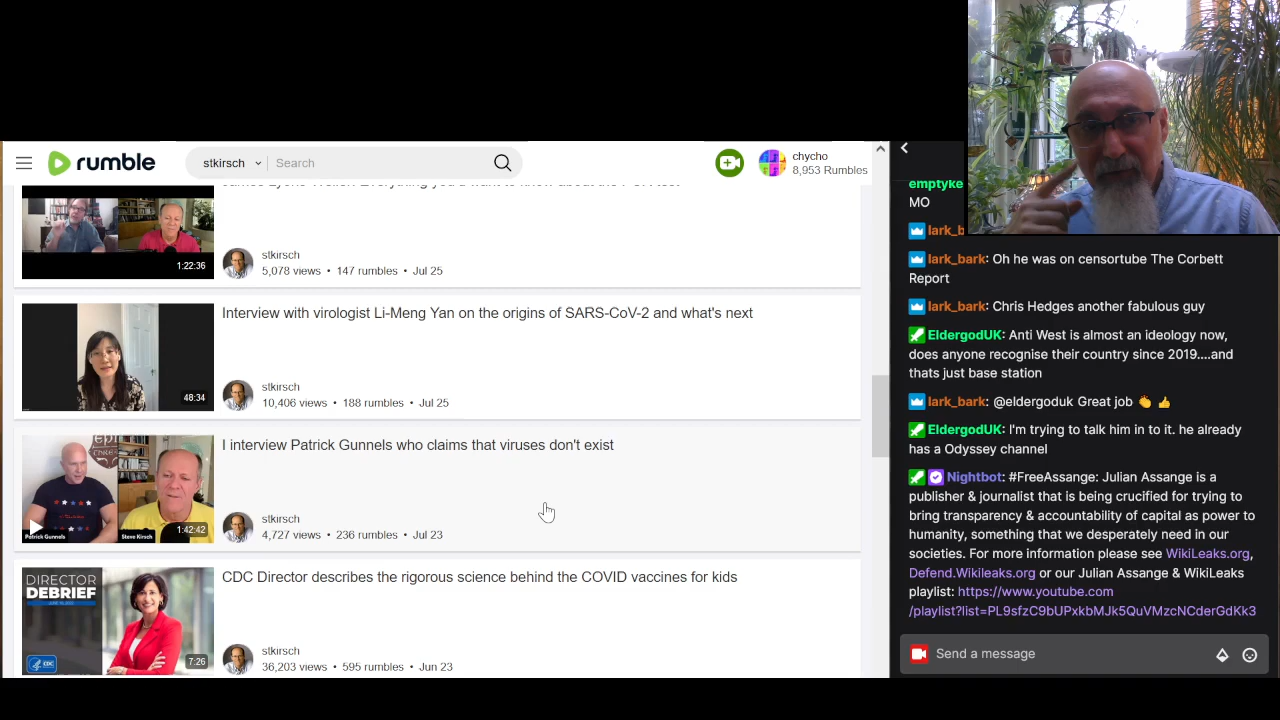 rumble
stkirsch
Search
chycho
8,953 Rumbles
1:22:36
stkirsch
5,078 views • 147 rumbles • Jul 25
Interview with virologist Li-Meng Yan on the origins of SARS-CoV-2 and what's next
48:34
stkirsch
10,406 views • 188 rumbles • Jul 25
I interview Patrick Gunnels who claims that viruses don't exist
Patrick Gunnels
Steve Kirsch
1:42:42
stkirsch
4,727 views • 236 rumbles • Jul 23
CDC Director describes the rigorous science behind the COVID vaccines for kids
DIRECTOR
DEBRIEF
CDC
7:26
stkirsch
36,203 views • 595 rumbles • Jun 23
emptyke
MO
lark_b
lark_bark: Oh he was on censortube The Corbett
Report
lark_bark: Chris Hedges another fabulous guy
EldergodUK: Anti West is almost an ideology now,
does anyone recognise their country since 2019....and
thats just base station
lark_bark: @eldergoduk Great job 👏 👍
EldergodUK: I'm trying to talk him in to it. he already
has a Odyssey channel
Nightbot: #FreeAssange: Julian Assange is a
publisher & journalist that is being crucified for trying to
bring transparency & accountability of capital as power to
humanity, something that we desperately need in our
societies. For more information please see WikiLeaks.org,
Defend.Wikileaks.org or our Julian Assange & WikiLeaks
playlist: https://www.youtube.com
/playlist?list=PL9sfzC9bUPxkbMJk5QuVMzcNCderGdKk3
Send a message